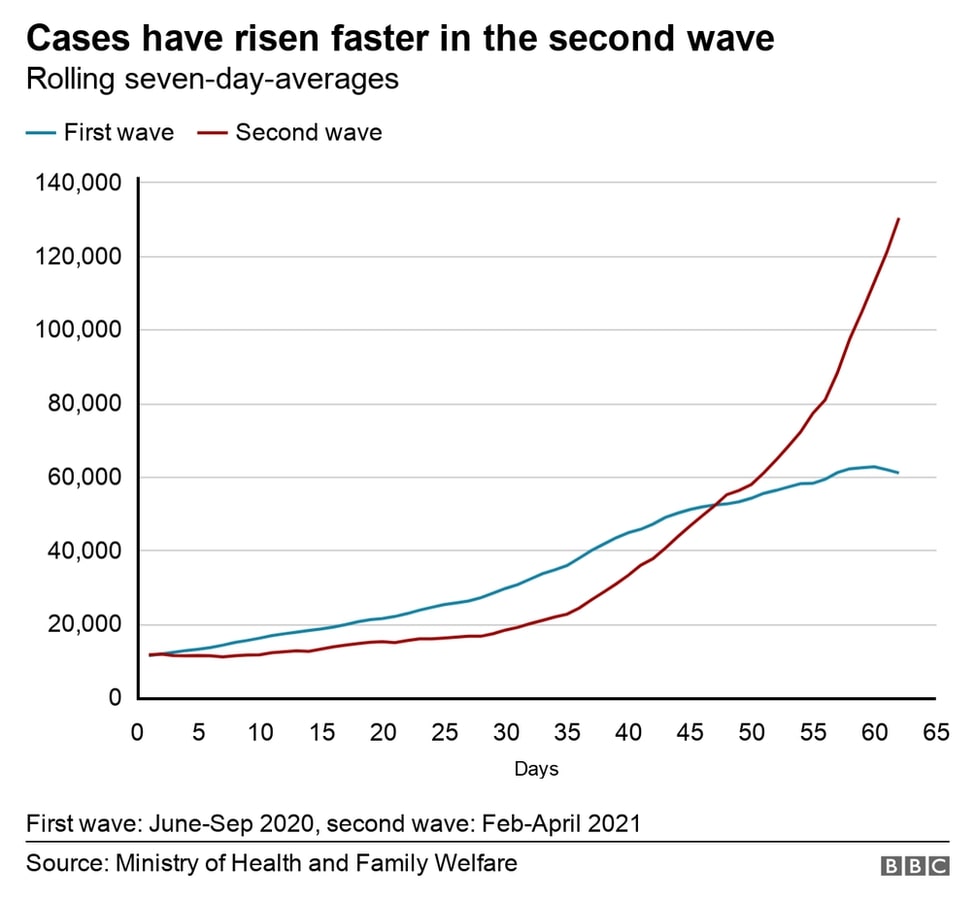 Cases have risen faster in the second wave
Rolling seven-day-averages
First wave Second wave
140,000
120,000
100,000
80,000
60,000
40,000
20,000
0
0 5 10 15 20 25 30 35 40 45 50 55 60 65
Days
First wave: June-Sep 2020, second wave: Feb-April 2021
Source: Ministry of Health and Family Welfare
BBC